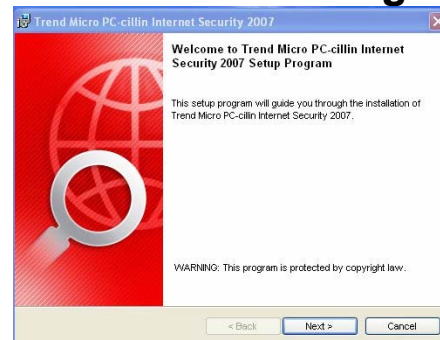 Trend Micro PC-cillin Internet Security 2007
Welcome to Trend Micro PC-cillin Internet
Security 2007 Setup Program
This setup program will guide you through the installation of
Trend Micro PC-cillin Internet Security 2007.
WARNING: This program is protected by copyright law.
< Back
Next >
Cancel